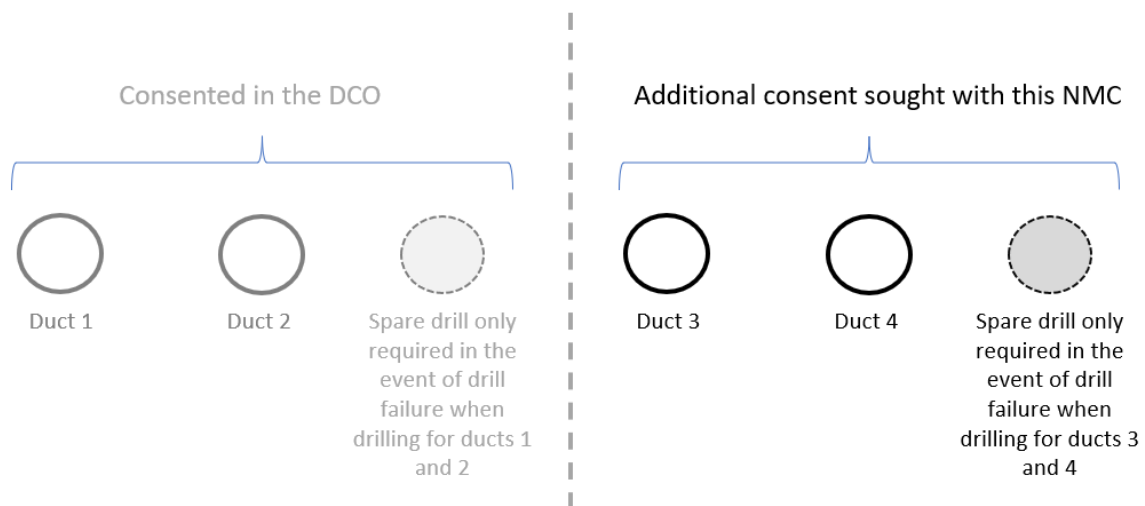 Consented in the DCO
Duct 1
Duct 2
Spare drill only
required in the
event of drill
failure when
drilling for ducts 1
and 2
Additional consent sought with this NMC
Duct 3
Duct 4
Spare drill only
required in the
event of drill
failure when
drilling for ducts 3
and 4